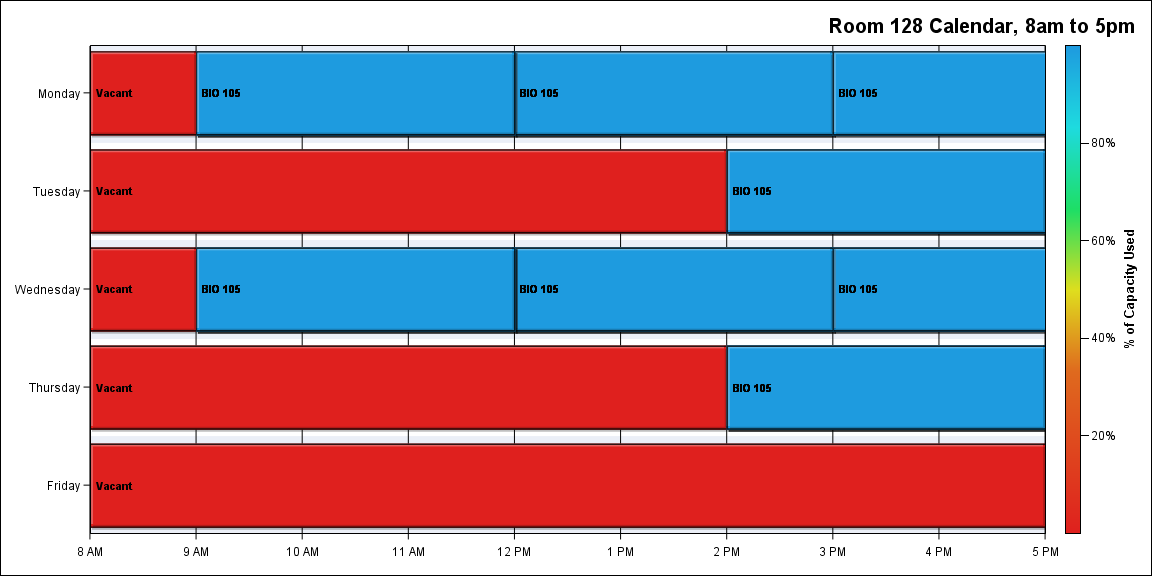 Room 128 Calendar, 8am to 5pm
Monday
Vacant
BIO 105
BIO 105
BIO 105
Tuesday
Vacant
BIO 105
Wednesday
Vacant
BIO 105
BIO 105
BIO 105
Thursday
Vacant
BIO 105
Friday
Vacant
8 AM
9 AM
10 AM
11 AM
12 PM
1 PM
2 PM
3 PM
4 PM
5 PM
80%
60%
40%
20%
% of Capacity Used